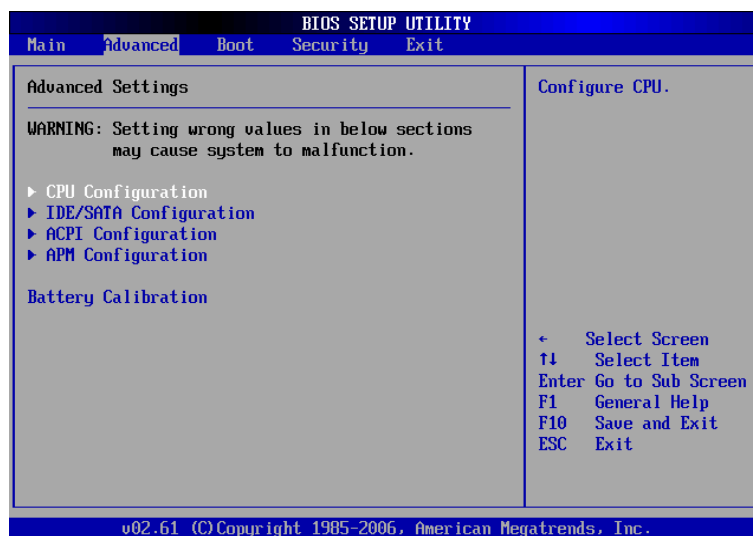 BIOS SETUP UTILITY
Main Advanced Boot Security Exit
Advanced Settings
WARNING: Setting wrong values in below sections
may cause system to malfunction.
▶ CPU Configuration
▶ IDE/SATA Configuration
▶ ACPI Configuration
▶ APM Configuration
Battery Calibration
Configure CPU.
← Select Screen
↑↓ Select Item
Enter Go to Sub Screen
F1 General Help
F10 Save and Exit
ESC Exit
v02.61 (C)Copyright 1985-2006, American Megatrends, Inc.